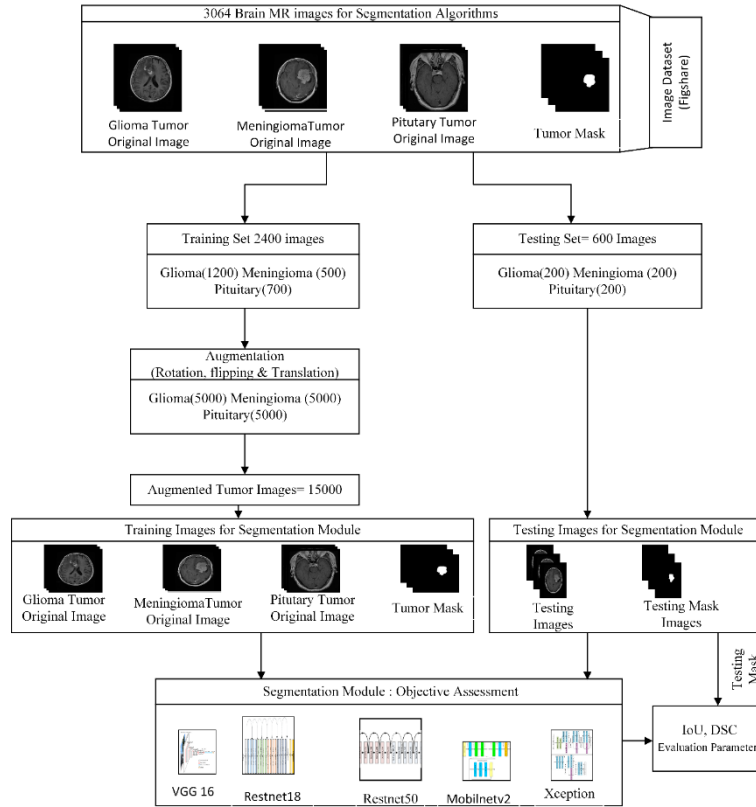 3064 Brain MR images for Segmentation Algorithms
Glioma Tumor
Original Image
MeningiomaTumor
Original Image
Pitutary Tumor
Original Image
Tumor Mask
Image Dataset
(Figshare)
Training Set 2400 images
Glioma(1200) Meningioma (500)
Pituitary(700)
Testing Set= 600 Images
Glioma(200) Meningioma (200)
Pituitary(200)
Augmentation
(Rotation, flipping & Translation)
Glioma(5000) Meningioma (5000)
Pituitary(5000)
Augmented Tumor Images= 15000
Training Images for Segmentation Module
Glioma Tumor
Original Image
MeningiomaTumor
Original Image
Pitutary Tumor
Original Image
Tumor Mask
Testing Images for Segmentation Module
Testing
Images
Testing Mask
Images
Testing
Mask
Segmentation Module : Objective Assessment
VGG 16
Restnet18
Restnet50
Mobilnetv2
Xception
IoU, DSC
Evaluation Parameter